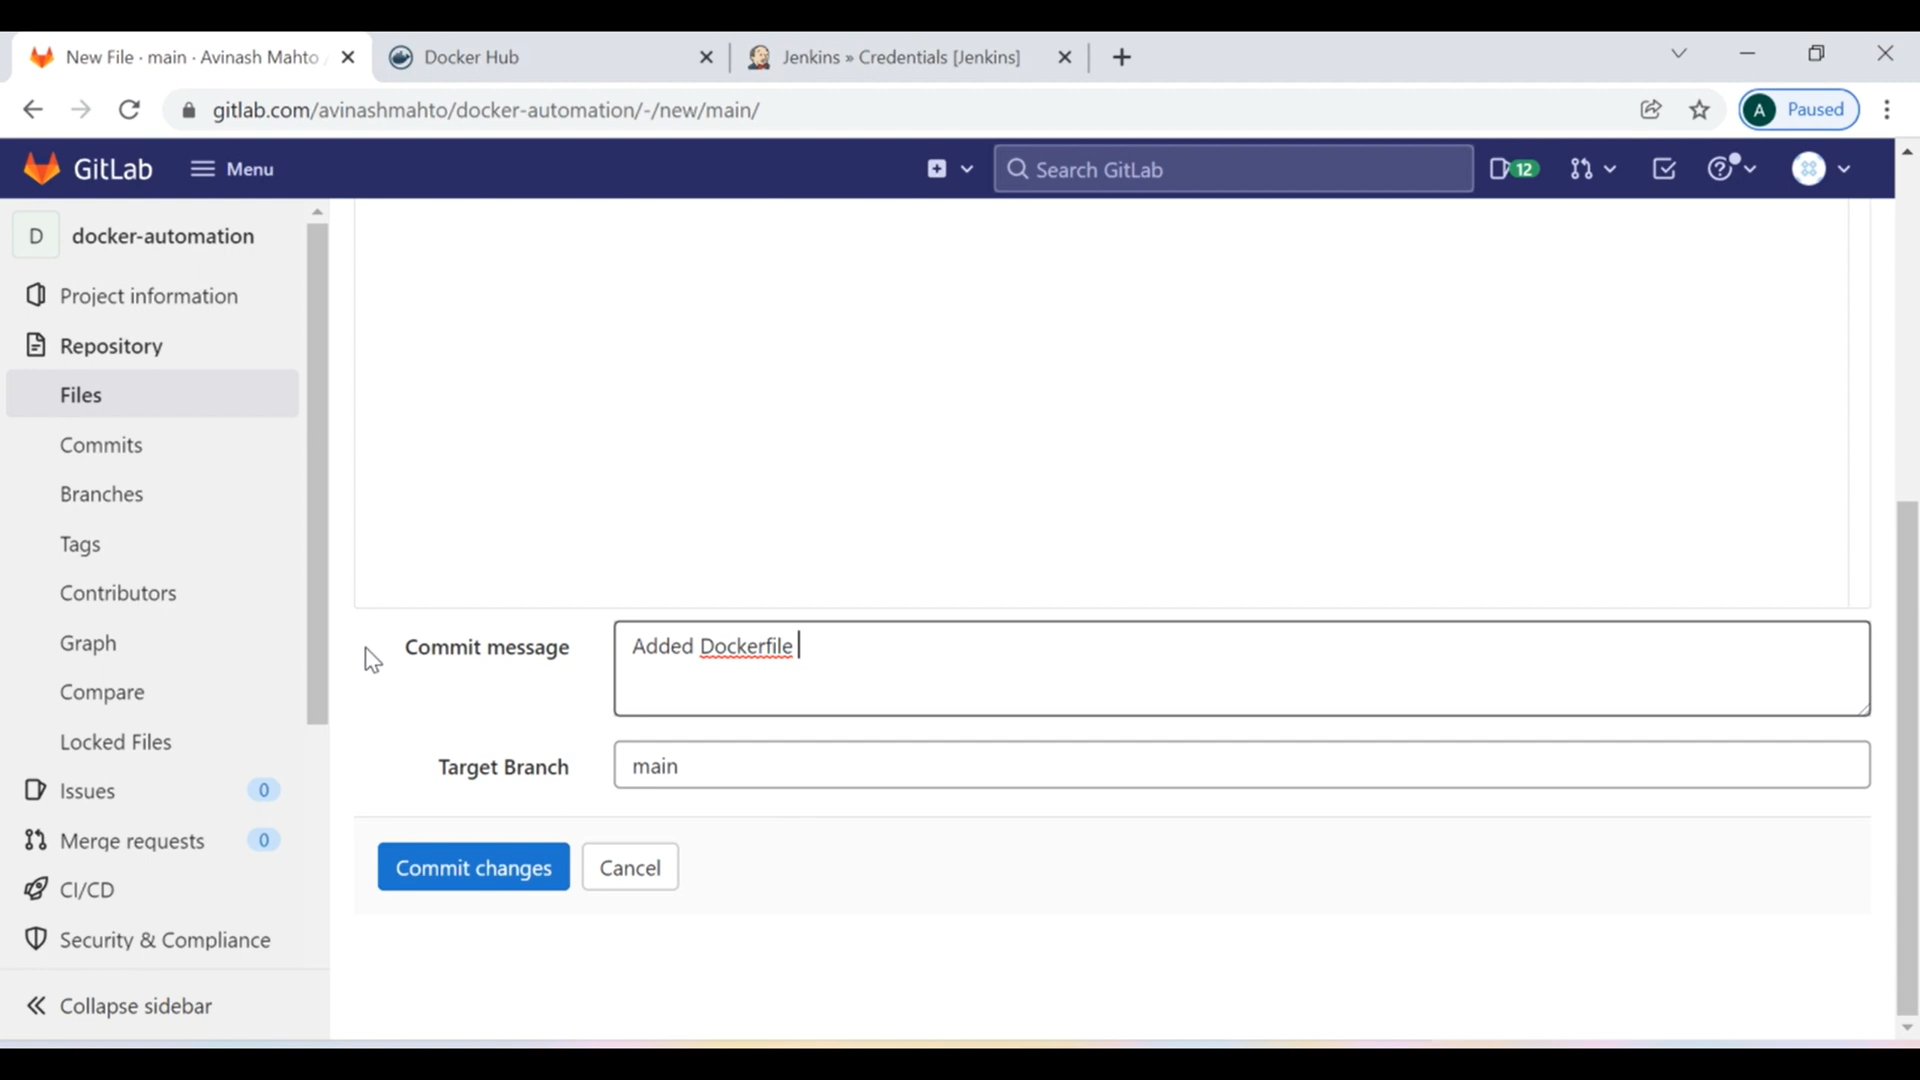 New File · main · Avinash Mahto /
Docker Hub
Jenkins » Credentials [Jenkins]
gitlab.com/avinashmahto/docker-automation/-/new/main/
A
Paused
GitLab
Menu
Search GitLab
12
D
docker-automation
Project information
Repository
Files
Commits
Branches
Tags
Contributors
Graph
Compare
Locked Files
Issues 0
Merge requests 0
CI/CD
Security & Compliance
Collapse sidebar
Commit message
Added Dockerfile
Target Branch
main
Commit changes
Cancel